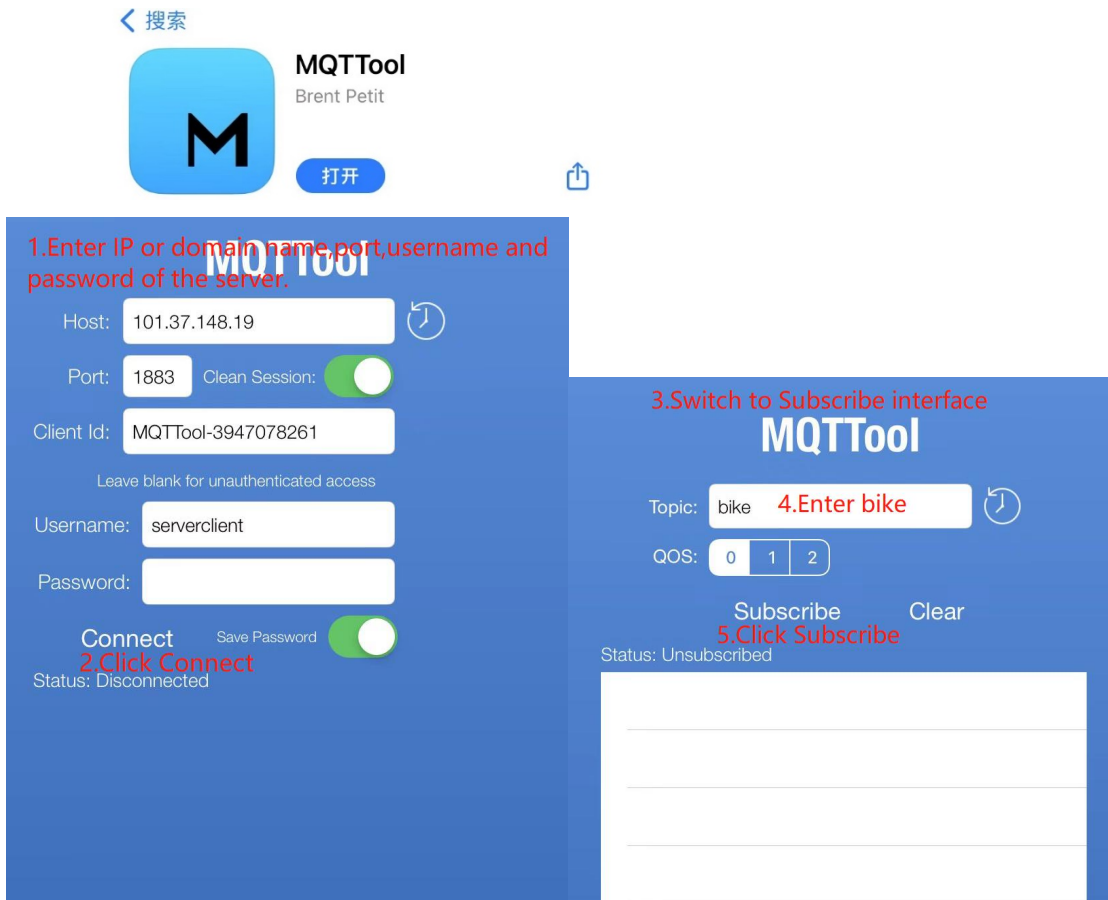 搜索
MQTTool
Brent Petit
打开
1.Enter IP or domain name,port,username and
password of the server.
MQTTool
Host: 101.37.148.19
Port: 1883 Clean Session:
Client Id: MQTTool-3947078261
Leave blank for unauthenticated access
Username: serverclient
Password:
Connect Save Password
2.Click Connect
Status: Disconnected
3.Switch to Subscribe interface
MQTTool
Topic: bike 4.Enter bike
QOS: 0 1 2
Subscribe Clear
5.Click Subscribe
Status: Unsubscribed